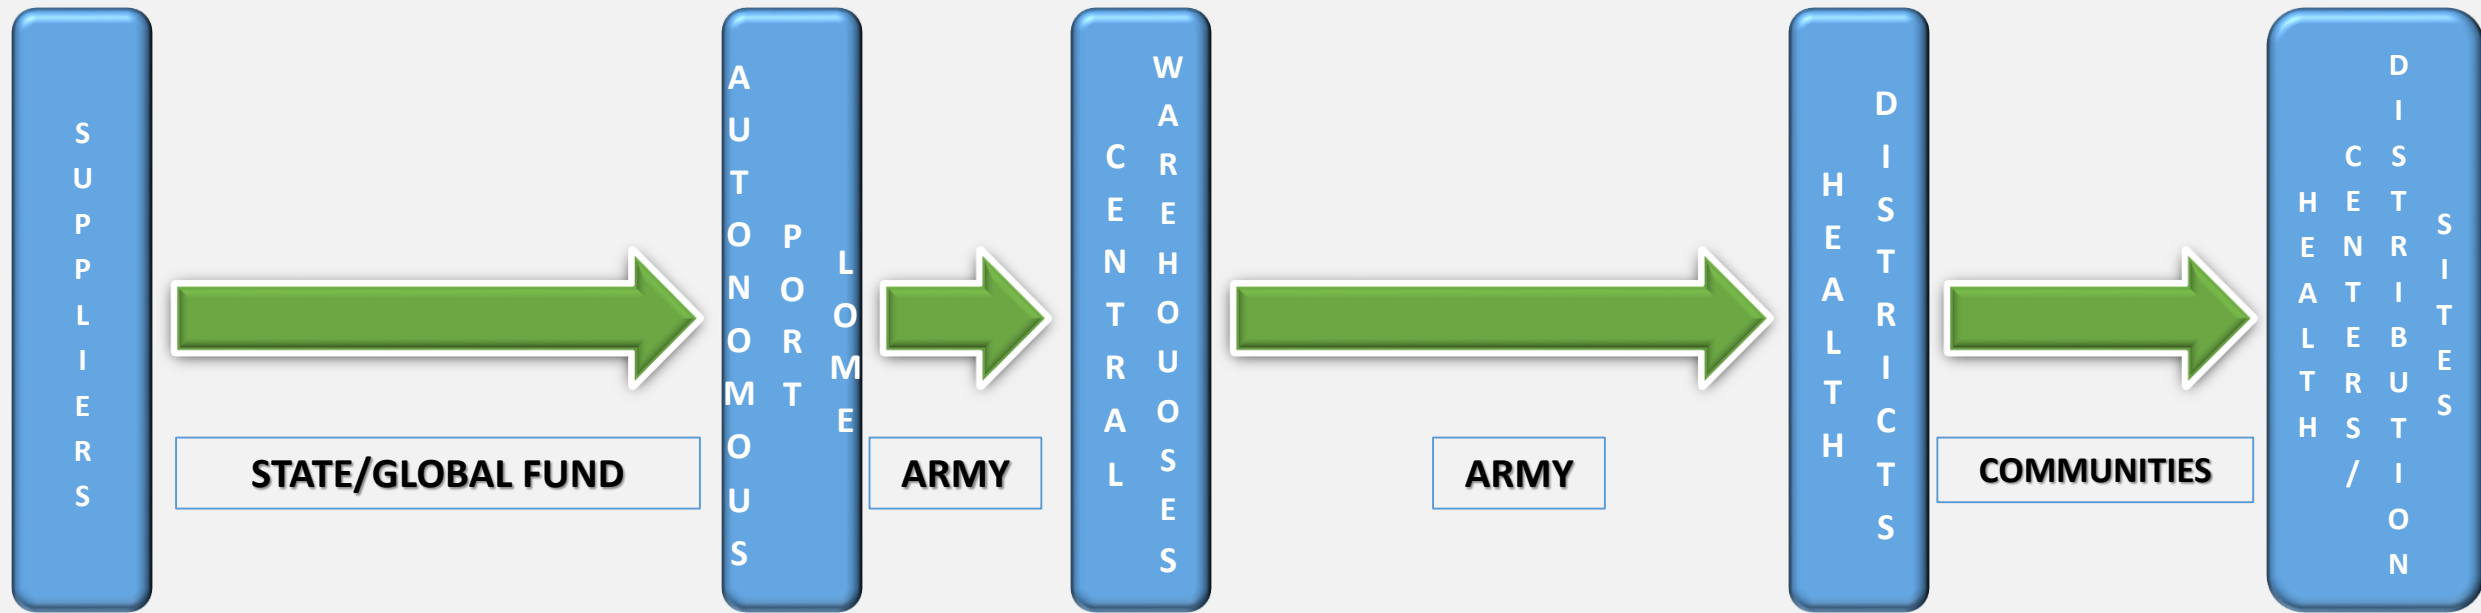 SUPPLIERS
STATE/GLOBAL FUND
AUTONOMOUS
PORT
LOME
ARMY
CENTRAL
WAREHOUSES
ARMY
HEALTH
DISTRICTS
COMMUNITIES
HEALTH
CENTERS/
DISTRIBUTION
SITES